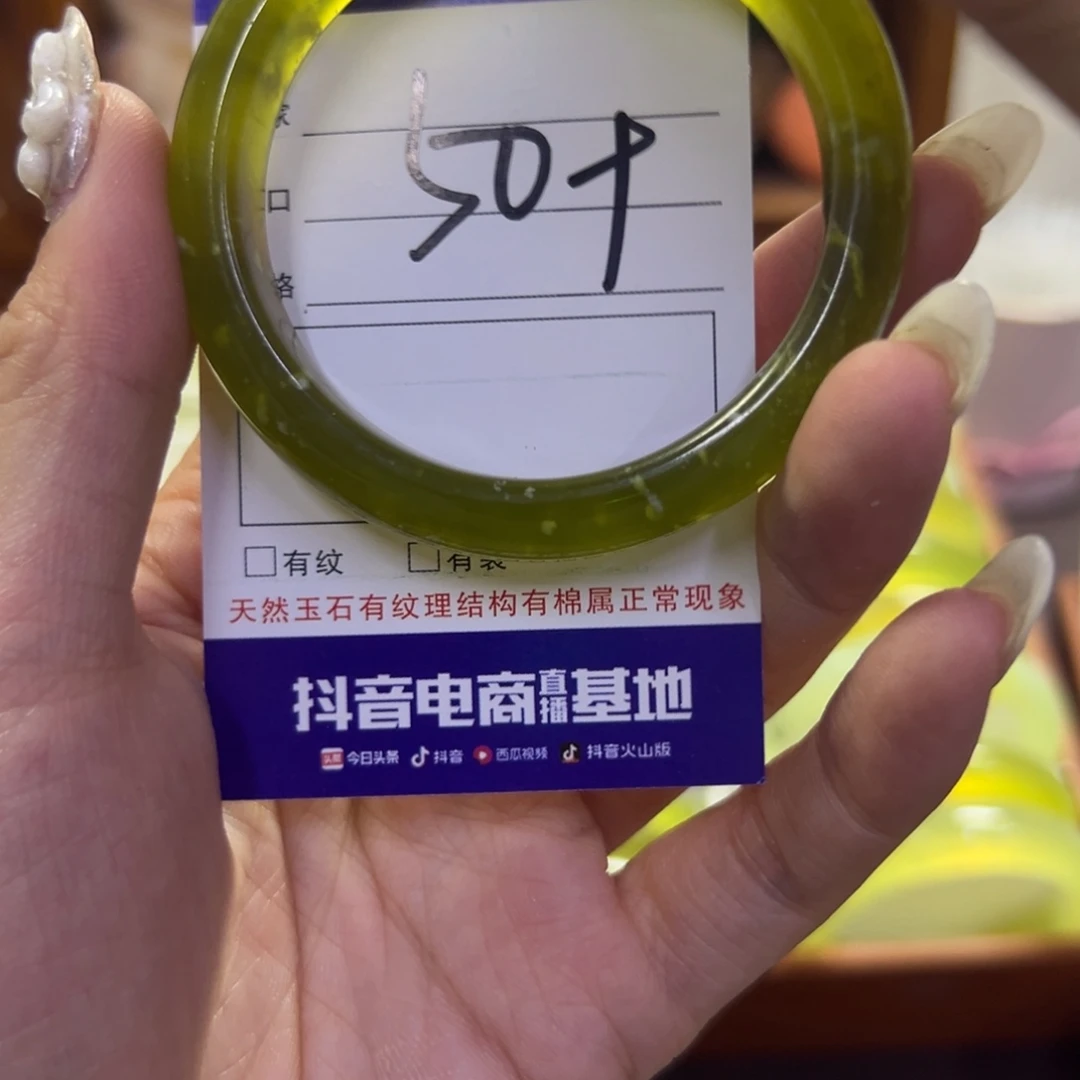 家
口
格
50+
有纹 有裂
天然玉石有纹理结构有棉属正常现象
抖音电商直播基地
今日头条 抖音 西瓜视频 抖音火山版